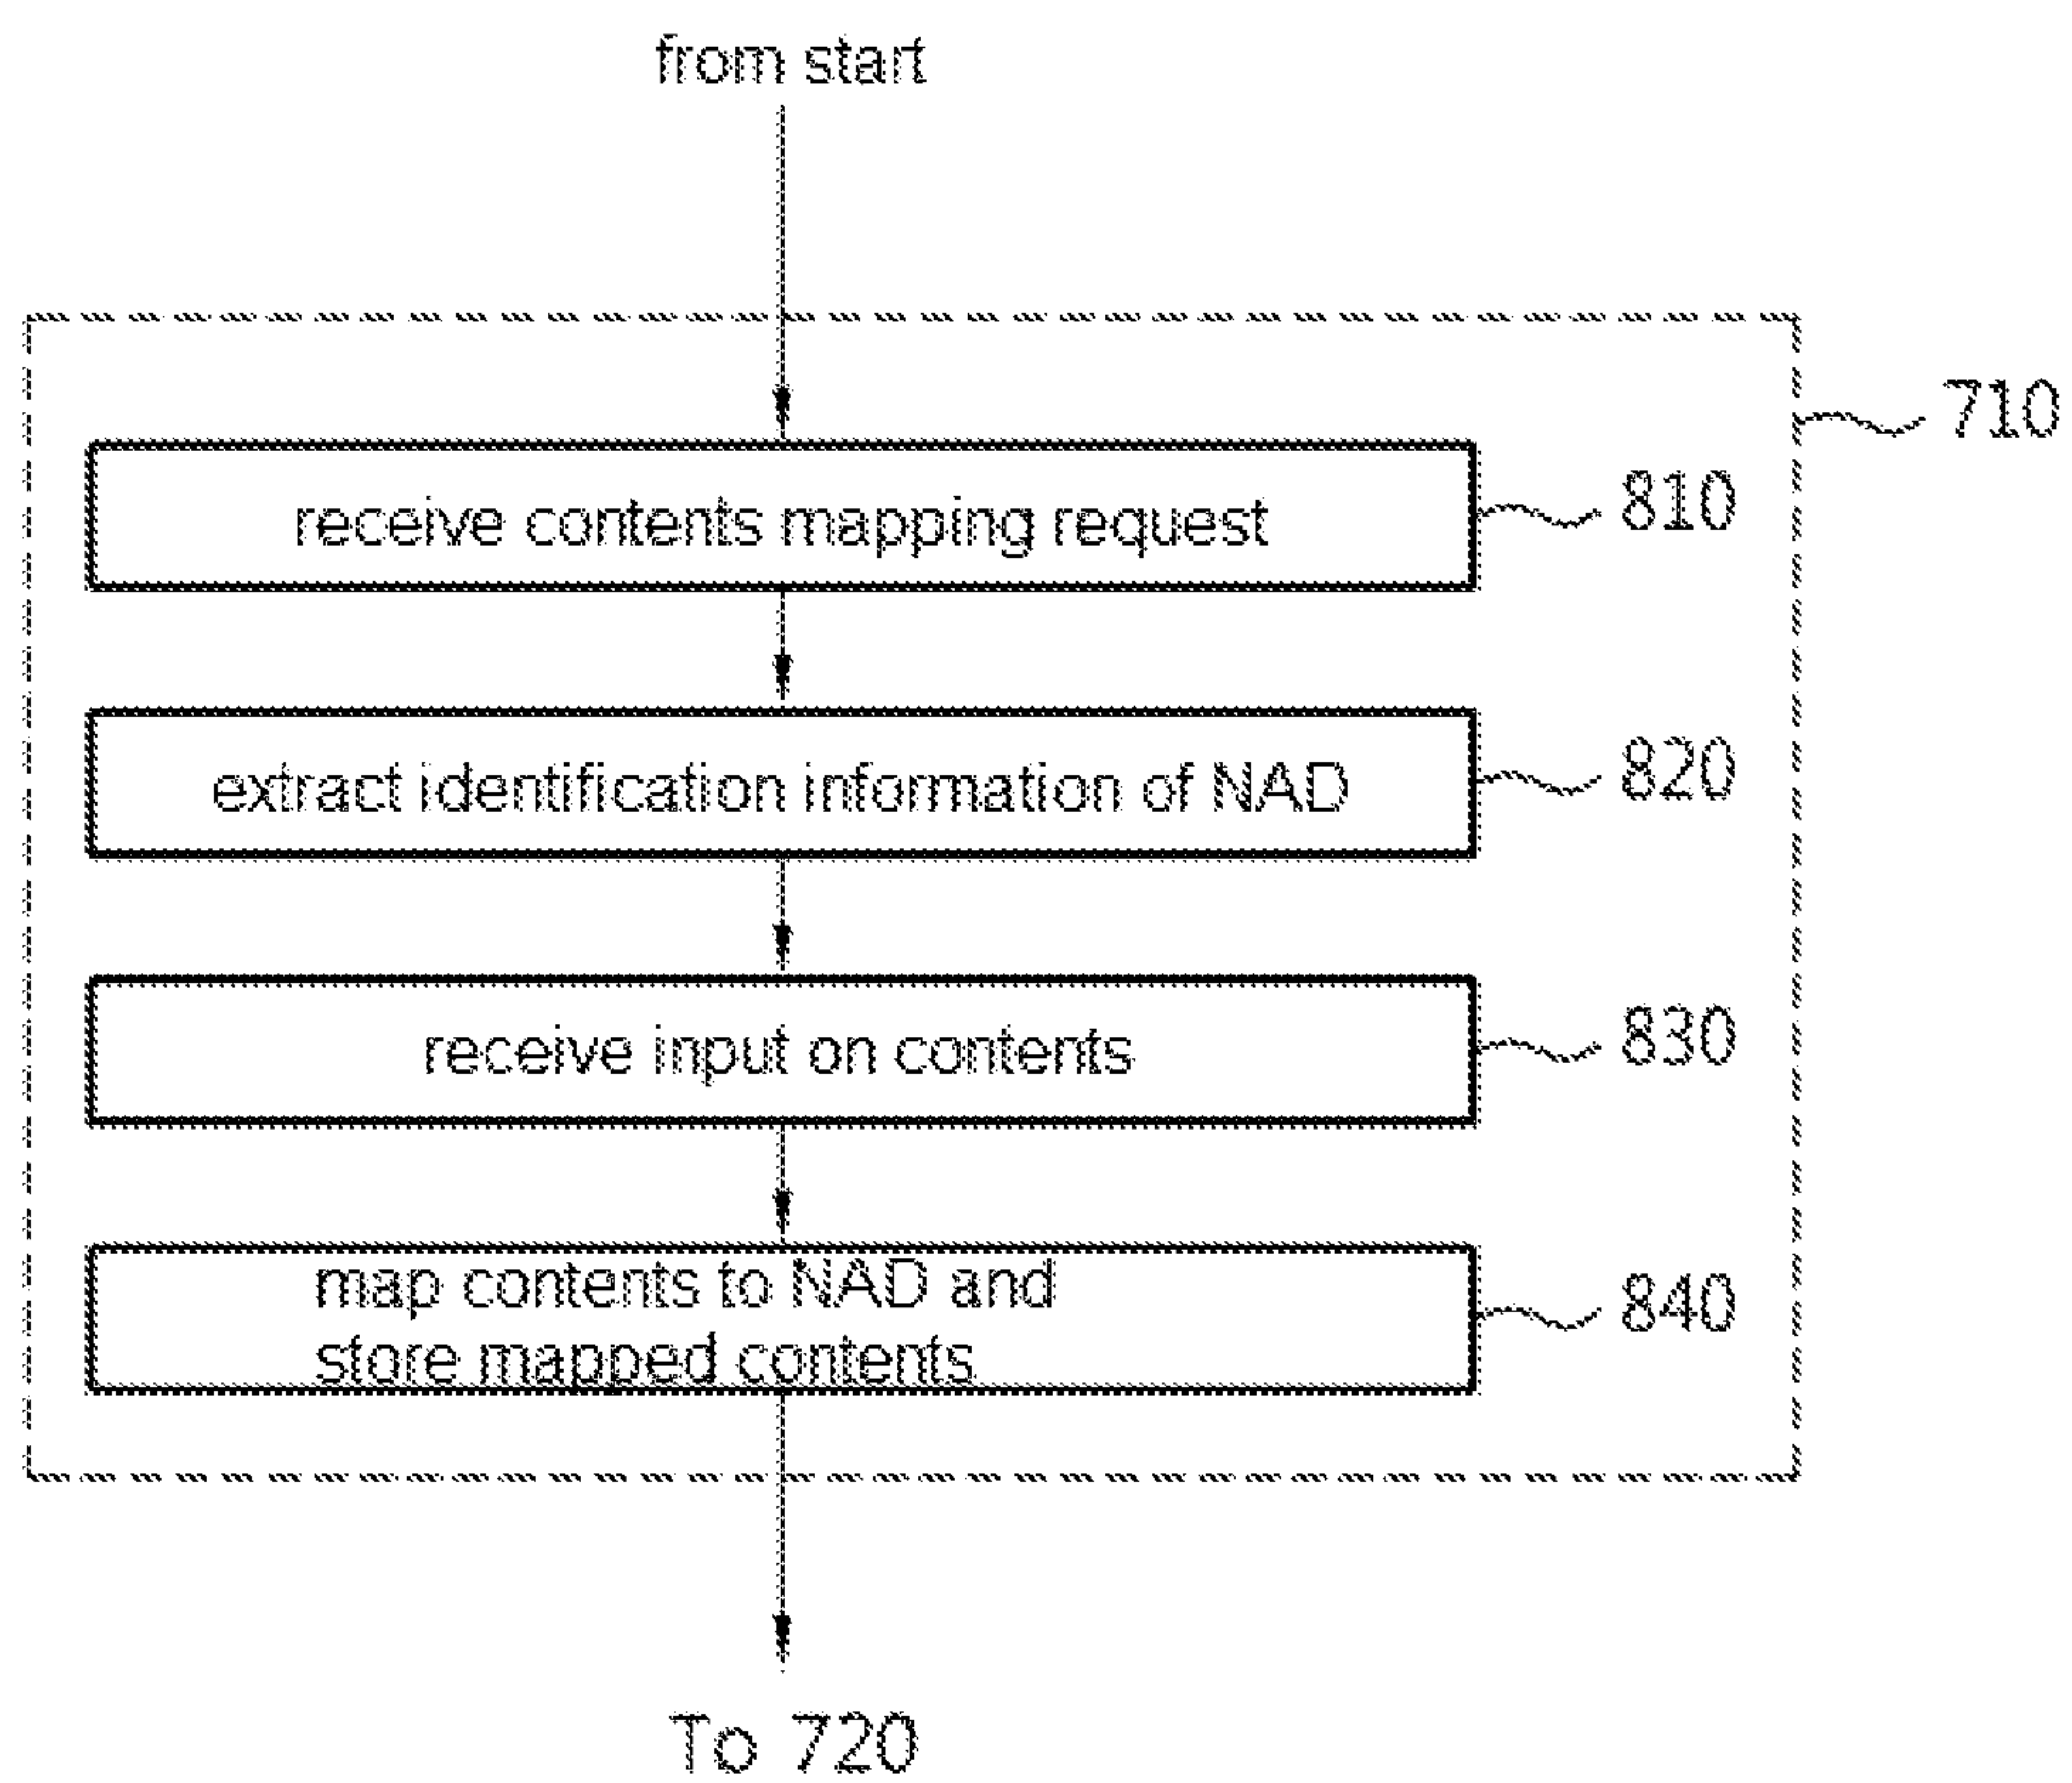 from start
710
receive contents mapping request
810
extract identification information of NAD
820
receive input on contents
830
map contents to NAD and
store mapped contents
840
To 720